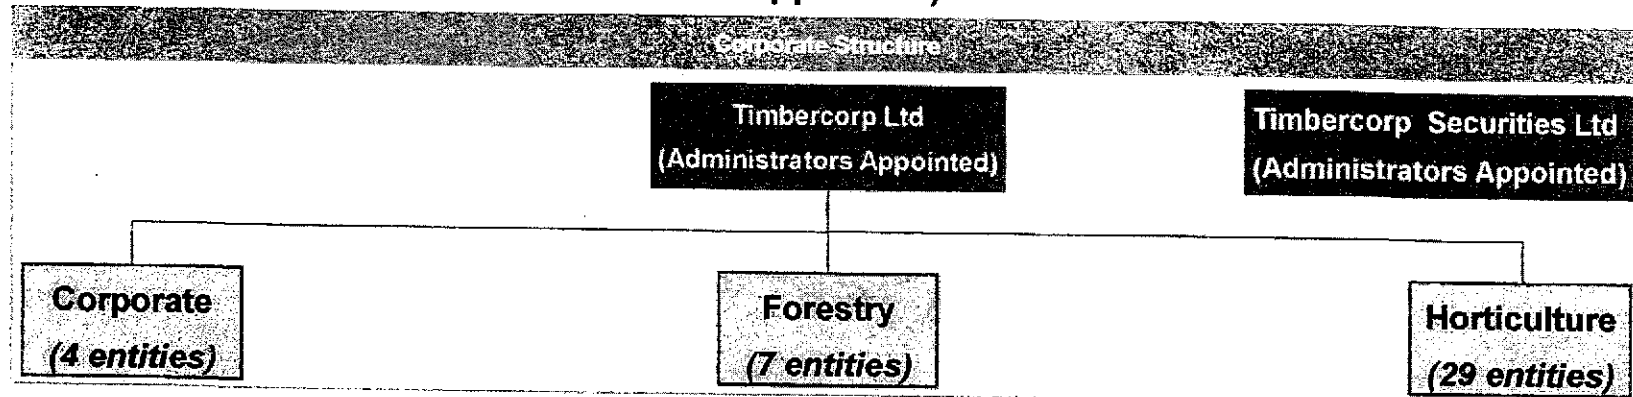 Corporate Structure
Timbercorp Ltd
(Administrators Appointed)
Timbercorp Securities Ltd
(Administrators Appointed)
Corporate
(4 entities)
Forestry
(7 entities)
Horticulture
(29 entities)